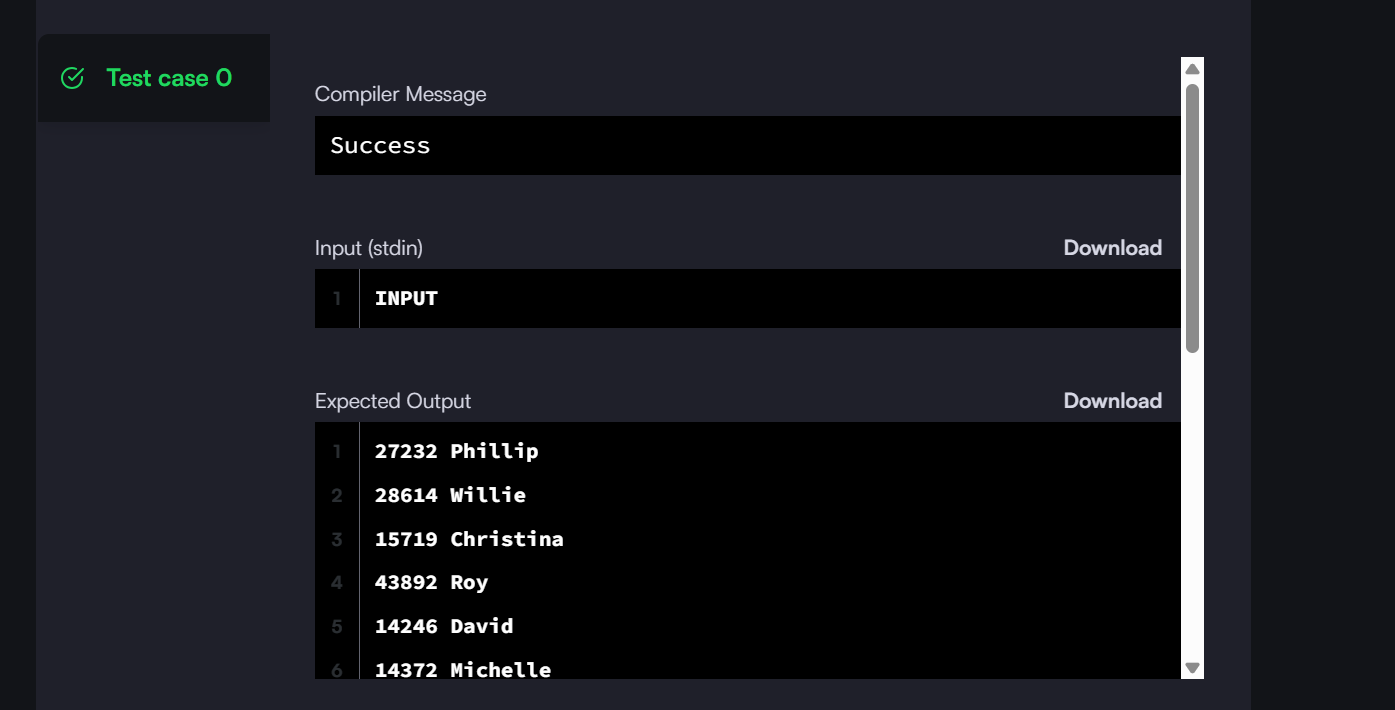 Test case 0
Compiler Message
Success
Input (stdin) Download
1 INPUT
Expected Output Download
1 27232 Phillip
2 28614 Willie
3 15719 Christina
4 43892 Roy
5 14246 David
6 14372 Michelle